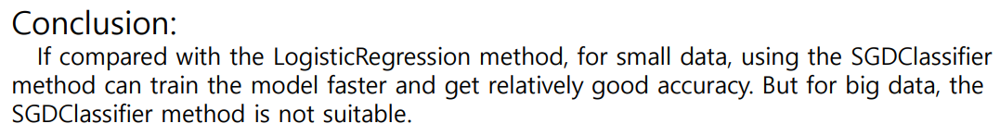 Conclusion:
If compared with the LogisticRegression method, for small data, using the SGDClassifier
method can train the model faster and get relatively good accuracy. But for big data, the
SGDClassifier method is not suitable.